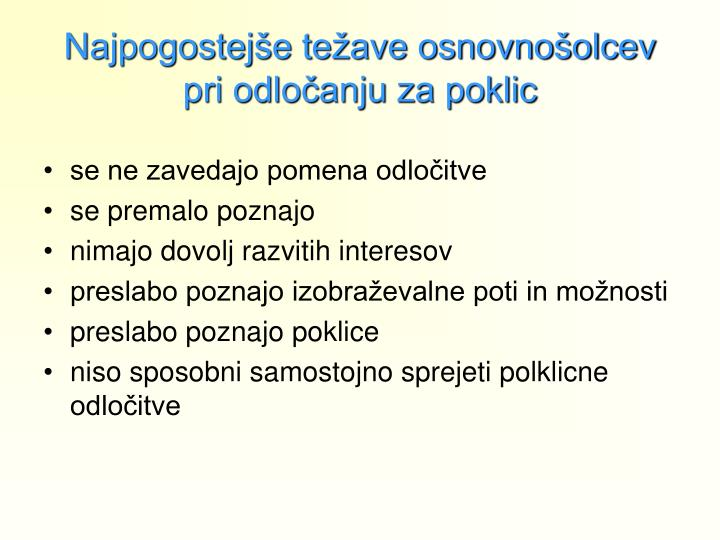 Najpogostejše težave osnovnošolcev
pri odločanju za poklic
• se ne zavedajo pomena odločitve
• se premalo poznajo
• nimajo dovolj razvitih interesov
• preslabo poznajo izobraževalne poti in možnosti
• preslabo poznajo poklice
• niso sposobni samostojno sprejeti polklicne
odločitve